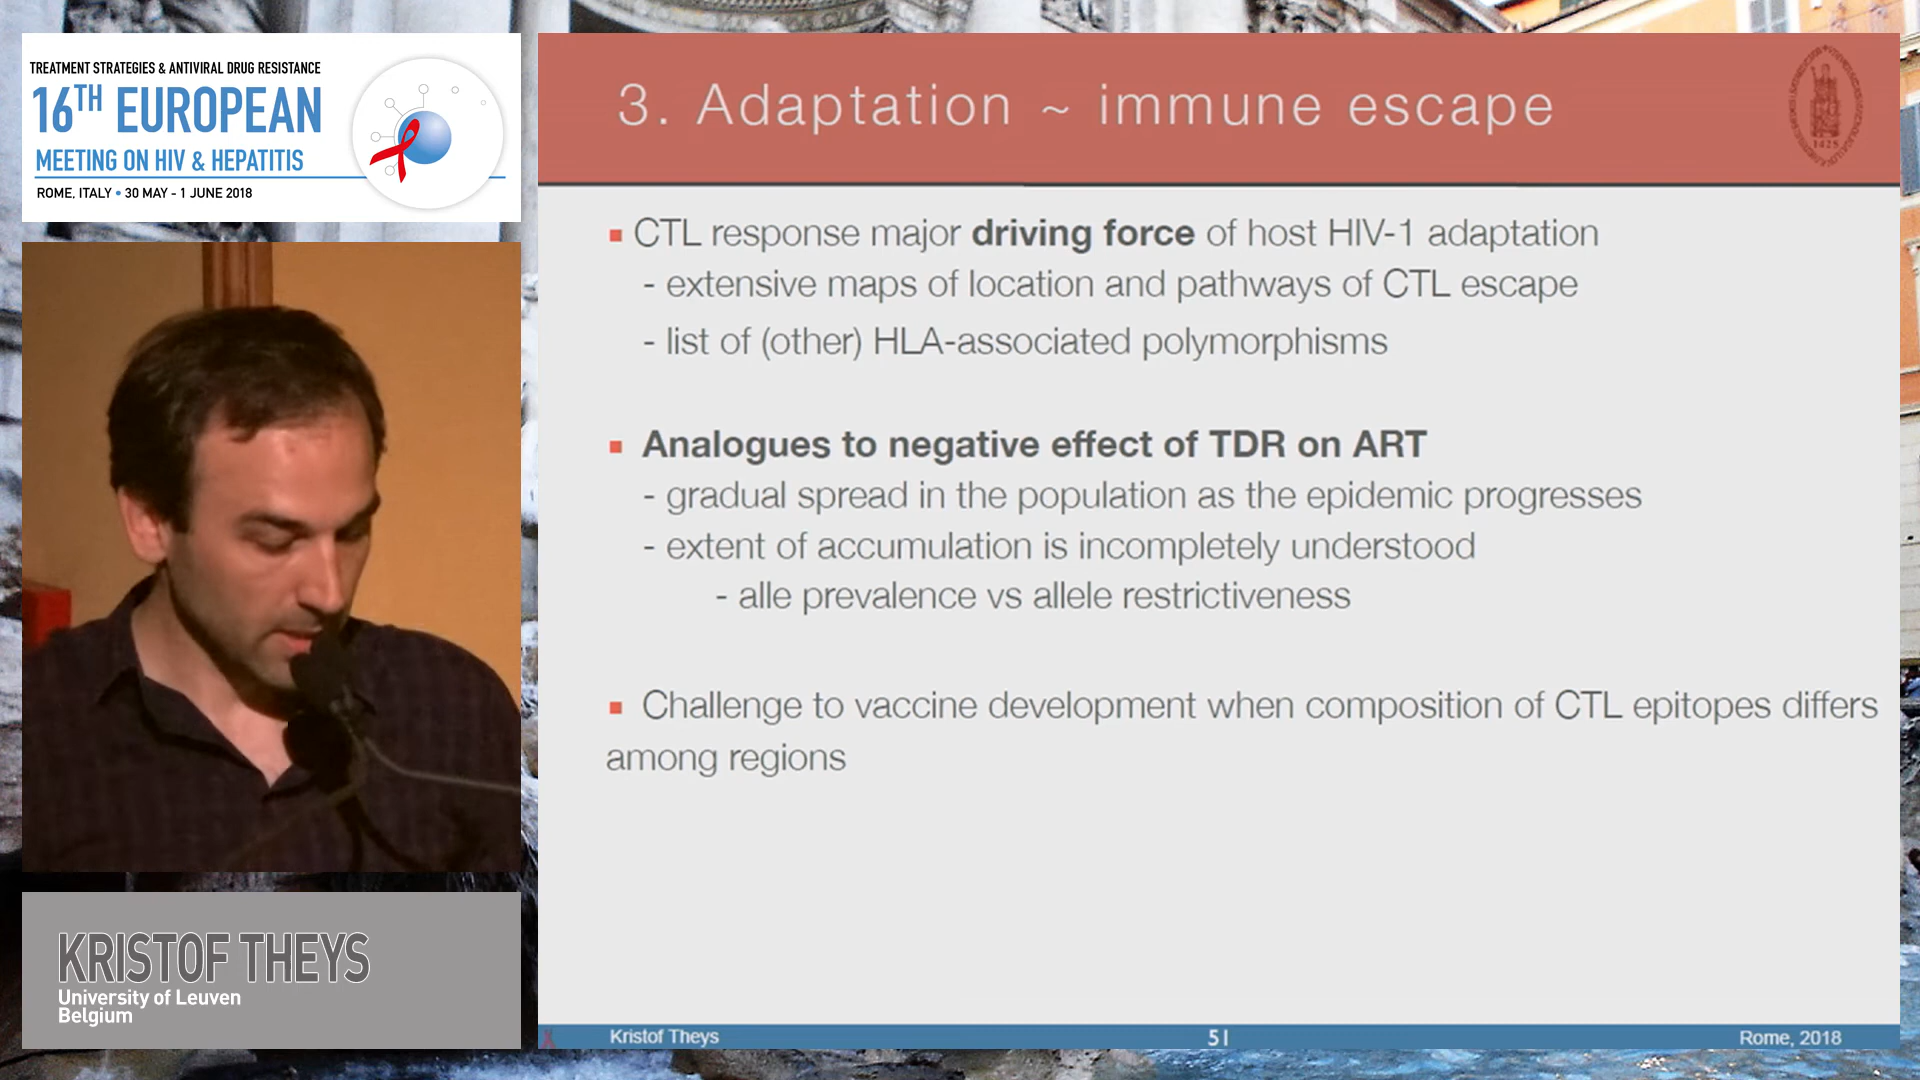 TREATMENT STRATEGIES & ANTIVIRAL DRUG RESISTANCE
16TH EUROPEAN
MEETING ON HIV & HEPATITIS
ROME, ITALY • 30 MAY - 1 JUNE 2018
KRISTOF THEYS
University of Leuven
Belgium
3. Adaptation ~ immune escape
1425
CTL response major driving force of host HIV-1 adaptation
- extensive maps of location and pathways of CTL escape
- list of (other) HLA-associated polymorphisms
Analogues to negative effect of TDR on ART
- gradual spread in the population as the epidemic progresses
- extent of accumulation is incompletely understood
- alle prevalence vs allele restrictiveness
Challenge to vaccine development when composition of CTL epitopes differs
among regions
Kristof Theys
51
Rome, 2018